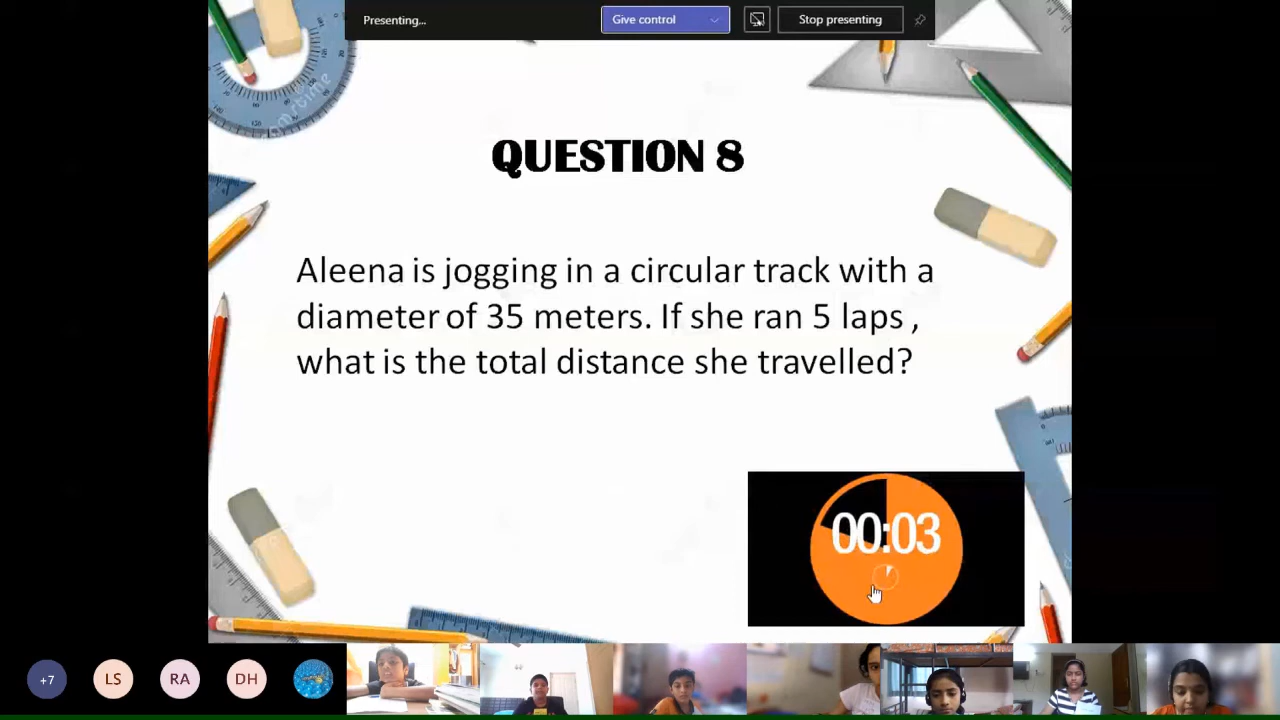 Presenting...
Give control
Stop presenting
QUESTION 8
Aleena is jogging in a circular track with a
diameter of 35 meters. If she ran 5 laps ,
what is the total distance she travelled?
00:03
+7
LS
RA
DH